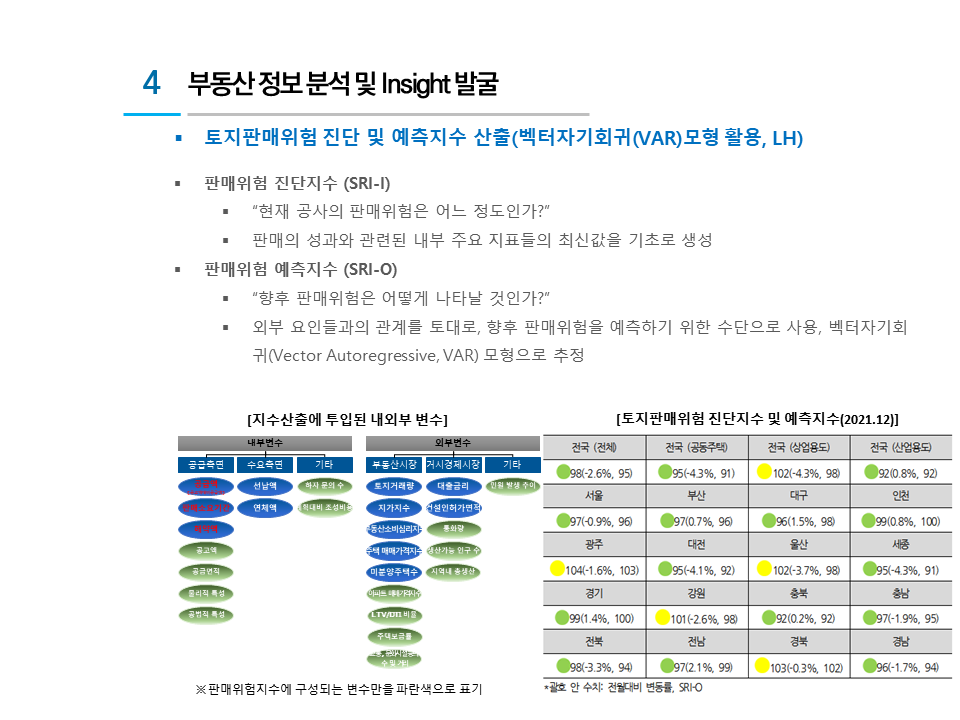 4 부동산 정보 분석 및 Insight 발굴
▪ 토지판매위험 진단 및 예측지수 산출(벡터자기회귀(VAR)모형 활용, LH)
▪ 판매위험 진단지수 (SRI-I)
▪ “현재 공사의 판매위험은 어느 정도인가?”
▪ 판매의 성과와 관련된 내부 주요 지표들의 최신값을 기초로 생성
▪ 판매위험 예측지수 (SRI-O)
▪ “향후 판매위험은 어떻게 나타날 것인가?”
▪ 외부 요인들과의 관계를 토대로, 향후 판매위험을 예측하기 위한 수단으로 사용, 벡터자기회
귀(Vector Autoregressive, VAR) 모형으로 추정
[지수산출에 투입된 내외부 변수]
내부변수
공급측면 수요측면 기타
선납액 하자 문의 수
연체액
공고액
공급면적
물리적 특성
공법적 특성
외부변수
부동산시장 거시경제시장 기타
토지거래량 대출금리 민원 발생 추이
지가지수 건설인허가면적
부동산소비심리지수 통화량
주택 매매가격지수 생산가능 인구 수
미분양주택수 지역내 총생산
아파트 매매가격지수
LTV/DTI 비율
주택보급률
※ 판매위험지수에 구성되는 변수만을 파란색으로 표기
[토지판매위험 진단지수 및 예측지수(2021.12)]
전국 (전체) 전국 (공동주택) 전국 (상업용도) 전국 (산업용도)
98(-2.6%, 95) 95(-4.3%, 91) 102(-4.3%, 98) 92(0.8%, 92)
서울 부산 대구 인천
97(-0.9%, 96) 97(0.7%, 96) 96(1.5%, 98) 99(0.8%, 100)
광주 대전 울산 세종
104(-1.6%, 103) 95(-4.1%, 92) 102(-3.7%, 98) 95(-4.3%, 91)
경기 강원 충북 충남
99(1.4%, 100) 101(-2.6%, 98) 92(0.2%, 92) 97(-1.9%, 95)
전북 전남 경북 경남
98(-3.3%, 94) 97(2.1%, 99) 103(-0.3%, 102) 96(-1.7%, 94)
*괄호 안 수치: 전월대비 변동률, SRI-O